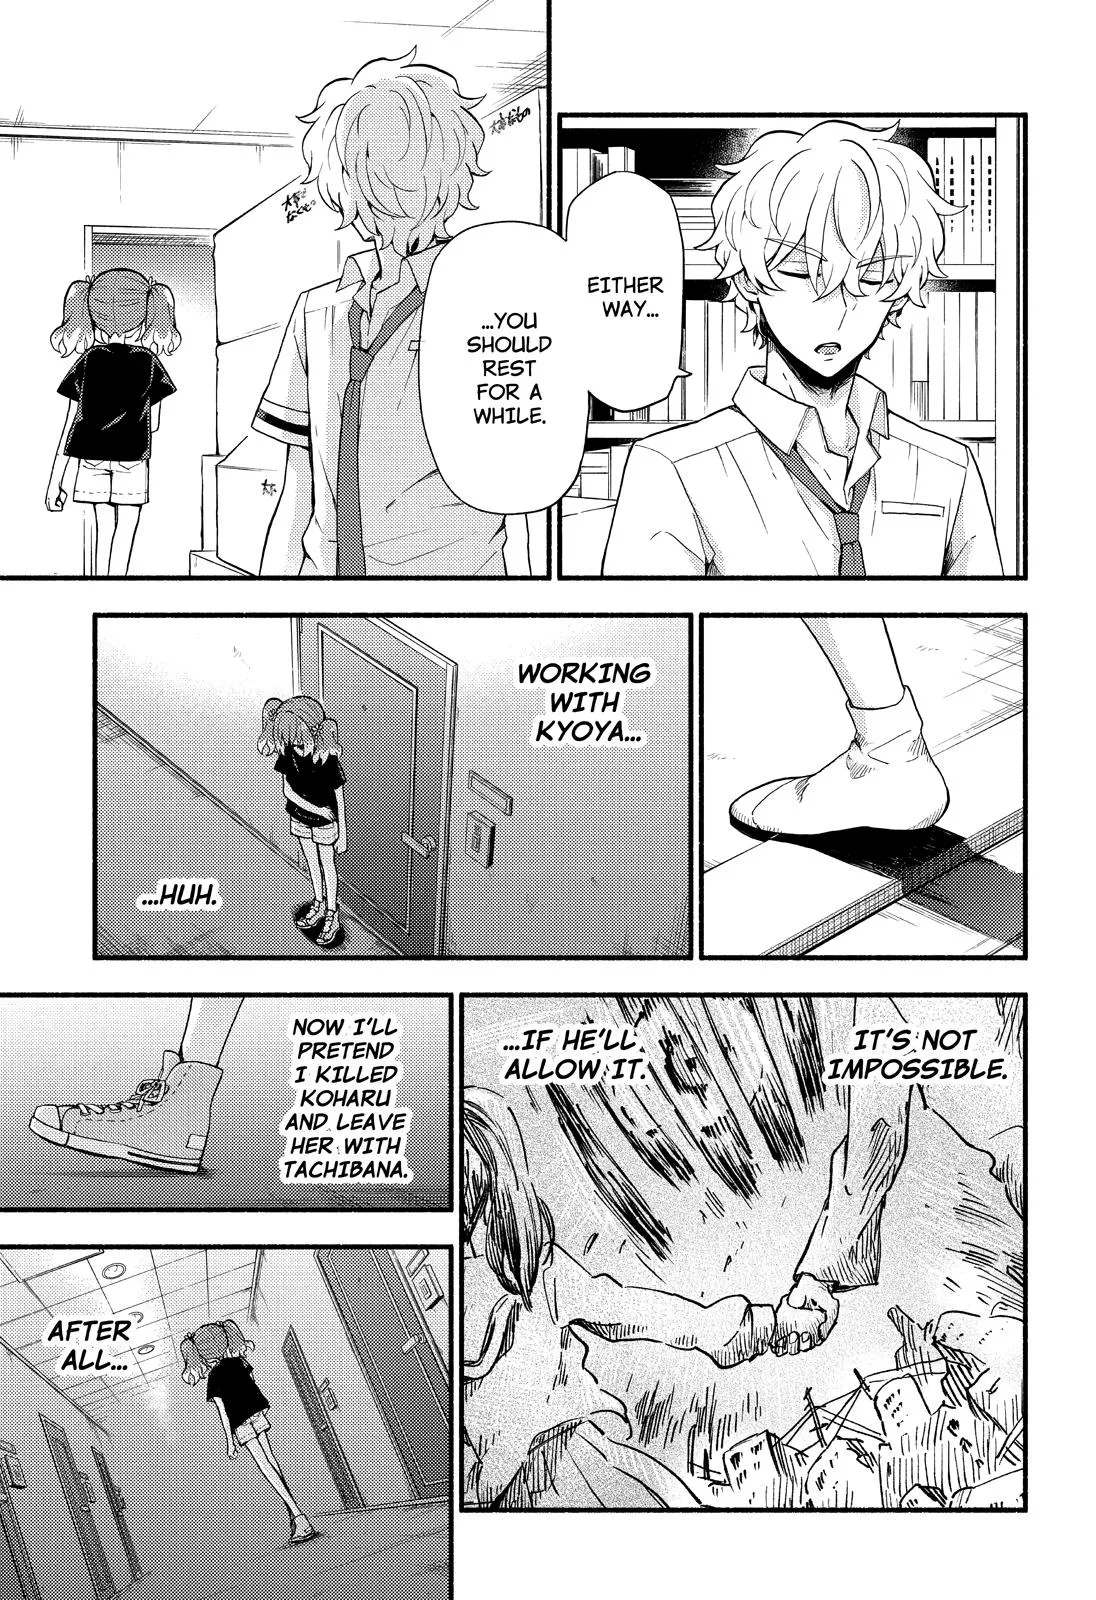 EITHER
WAY...
...YOU
SHOULD
REST
FOR A
WHILE.
WORKING
WITH
KYOYA...
...HUH.
IT'S NOT
IMPOSSIBLE.
...IF HE'LL
ALLOW IT.
NOW I'LL
PRETEND
I KILLED
KOHARU
AND LEAVE
HER WITH
TACHIBANA.
AFTER
ALL...